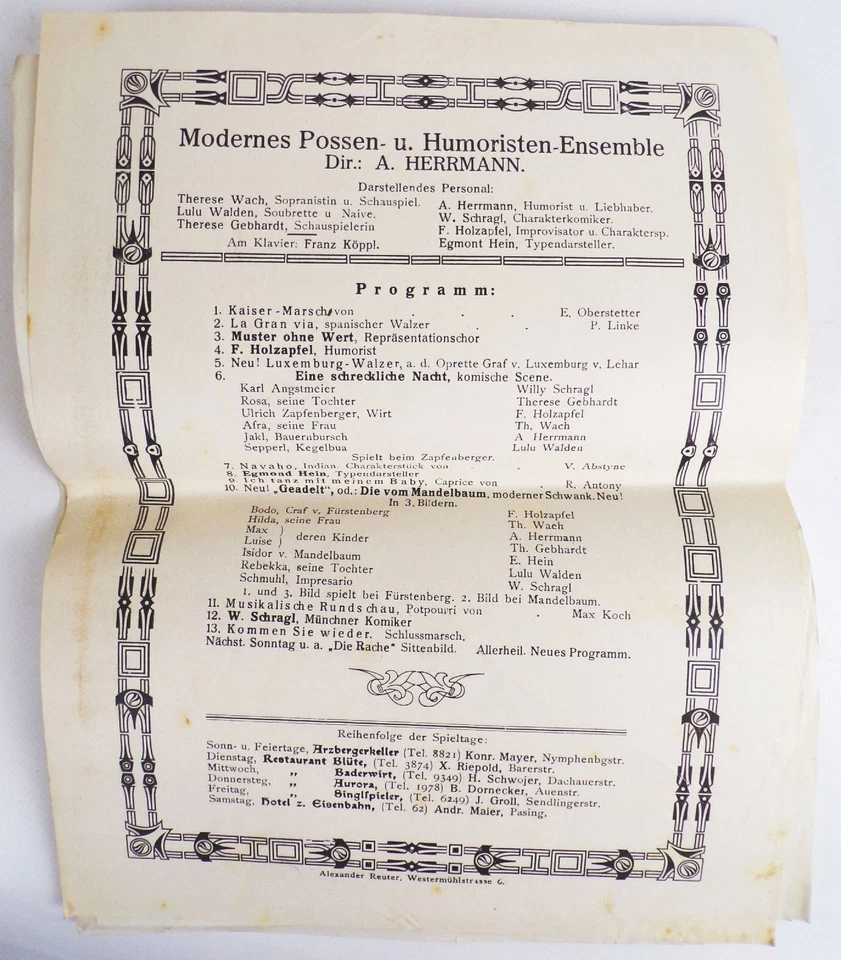 Modernes Possen- u. Humoristen-Ensemble
Dir.: A. HERRMANN.
Darstellendes Personal:
Therese Wach, Sopranistin u. Schauspiel.
Lulu Walden, Soubrette u Naive.
Therese Gebhardt, Schauspielerin
A. Herrmann, Humorist u. Liebhaber.
W. Schragl, Charakterkomiker.
F. Holzapfel, Improvisator u. Charaktersp.
Am Klavier: Franz Köppl.
Egmont Hein, Typendarsteller.
Programm:
1. Kaiser-Marsch von . . . E. Oberstetter
2. La Gran via, spanischer Walzer . . P. Linke
3. Muster ohne Wert, Repräsentationschor
4. F. Holzapfel, Humorist
5. Neu! Luxemburg-Walzer, a. d. Oprette Graf v. Luxemburg v. Lehar
6. Eine schreckliche Nacht, komische Scene.
Karl Angstmeier Willy Schragl
Rosa, seine Tochter Therese Gebhardt
Ulrich Zapfenberger, Wirt F. Holzapfel
Afra, seine Frau Th. Wach
Jakl, Bauernbursch A Herrmann
Sepperl, Kegelbua Lulu Walden
Spielt beim Zapfenberger.
7. Navaho, Indian. Charakterstück von . V. Abstyne
8. Egmond Hein, Typendarsteller
9. Ich tanz mit meinem Baby, Caprice von . R. Antony
10. Neu! „Geadelt“, od.: Die vom Mandelbaum, moderner Schwank. Neu!
In 3. Bildern.
Bodo, Craf v. Fürstenberg F. Holzapfel
Hilda, seine Frau Th. Wach
Max ) A. Herrmann
Luise ) deren Kinder Th. Gebhardt
Isidor v. Mandelbaum E. Hein
Rebekka, seine Tochter Lulu Walden
Schmuhl, Impresario W. Schragl
1. und 3. Bild spielt bei Fürstenberg. 2. Bild bei Mandelbaum.
11. Musikalische Rundschau, Potpourri von . Max Koch
12. W. Schragl, Münchner Komiker
13. Kommen Sie wieder. Schlussmarsch.
Nächst. Sonntag u. a. „Die Rache“ Sittenbild. Allerheil. Neues Programm.
Reihenfolge der Spieltage:
Sonn- u. Feiertage, Arzbergerkeller (Tel. 8821) Konr. Mayer, Nymphenbgstr.
Dienstag, Restaurant Blüte, (Tel. 3874) X. Riepold, Barerstr.
Mittwoch, „ Baderwirt, (Tel. 9349) H. Schwojer, Dachauerstr.
Donnersteg, „ Aurora, (Tel. 1978) B. Dornecker, Auenstr.
Freitag, „ Singlspieler, (Tel. 6249) J. Groll, Sendlingerstr.
Samstag, Hotel z. Eisenbahn, (Tel. 62) Andr. Maier, Pasing,
Alexander Reuter, Westermühlstrasse 6.